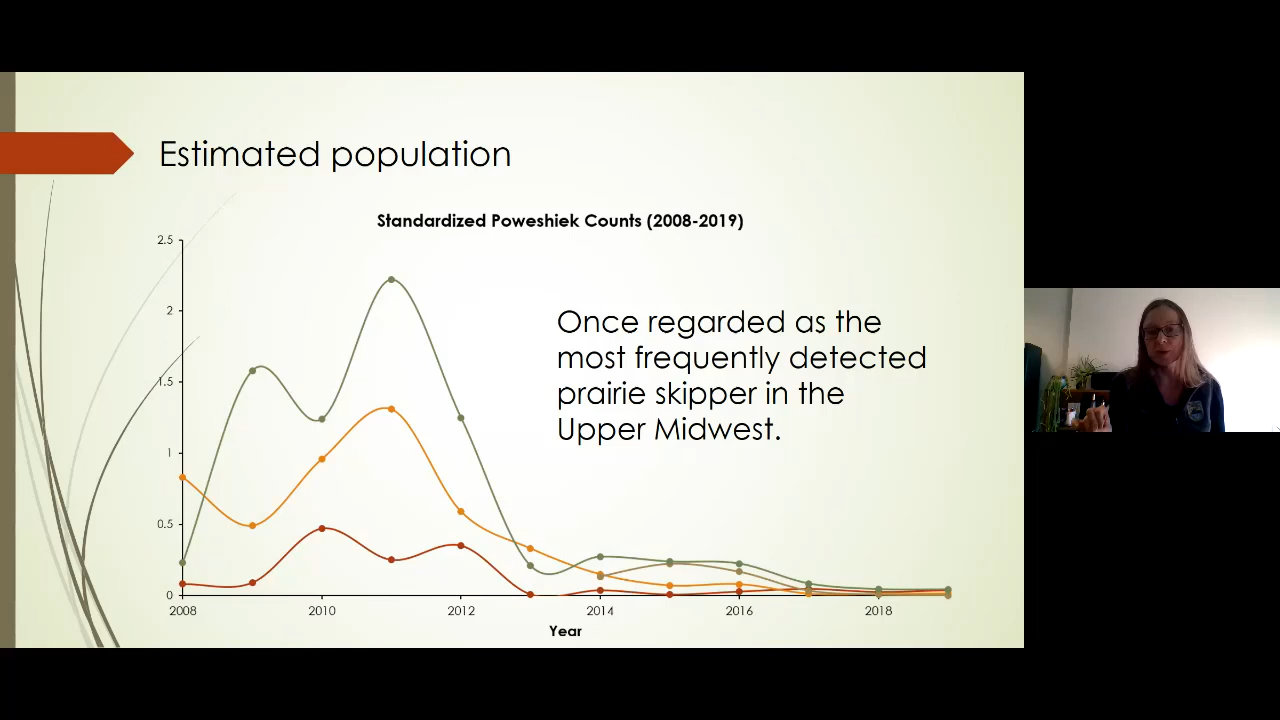 Estimated population
Standardized Poweshiek Counts (2008-2019)
2.5
2
1.5
1
0.5
0
Once regarded as the
most frequently detected
prairie skipper in the
Upper Midwest.
2008 2010 2012 2014 2016 2018
Year